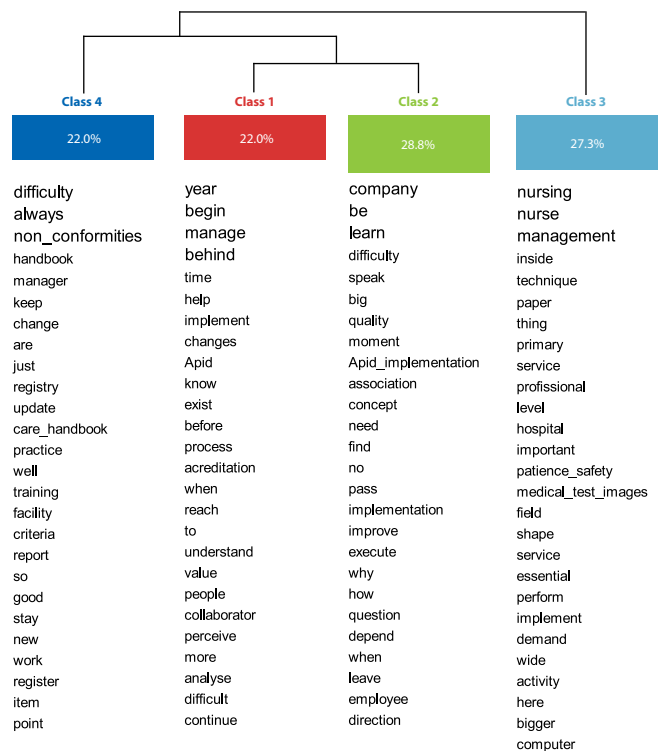 Class 4
22.0%
difficulty
always
non_conformities
handbook
manager
keep
change
are
just
registry
update
care_handbook
practice
well
training
facility
criteria
report
so
good
stay
new
work
register
item
point
Class 1
22.0%
year
begin
manage
behind
time
help
implement
changes
Apid
know
exist
before
process
acreditation
when
reach
to
understand
value
people
collaborator
perceive
more
analyse
difficult
continue
Class 2
28.8%
company
be
learn
difficulty
speak
big
quality
moment
Apid_implementation
association
concept
need
find
no
pass
implementation
improve
execute
why
how
question
depend
when
leave
employee
direction
Class 3
27.3%
nursing
nurse
management
inside
technique
paper
thing
primary
service
profissional
level
hospital
important
patience_safety
medical_test_images
field
shape
service
essential
perform
implement
demand
wide
activity
here
bigger
computer